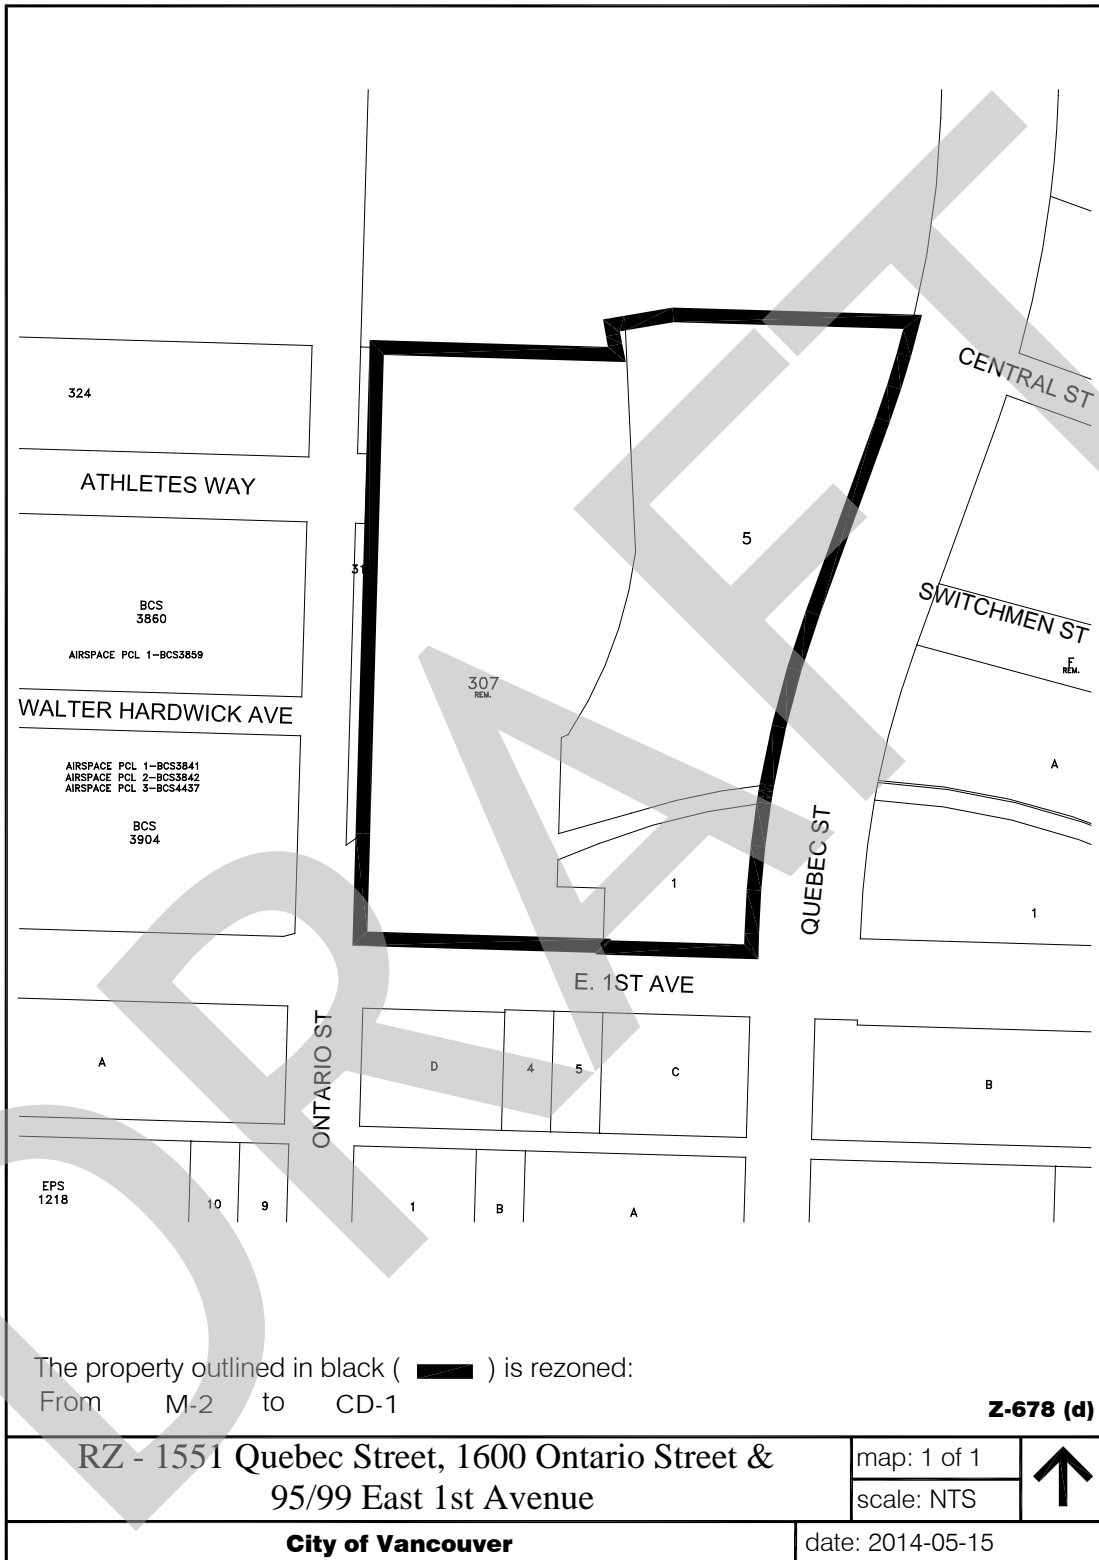 CENTRAL ST
324
ATHLETES WAY
5
31
SWITCHMEN ST
BCS
3860
AIRSPACE PCL 1-BCS3859
F
REM.
307
REM.
WALTER HARDWICK AVE
AIRSPACE PCL 1-BCS3841
AIRSPACE PCL 2-BCS3842
AIRSPACE PCL 3-BCS4437
A
BCS
3904
QUEBEC ST
1
1
E. 1ST AVE
ONTARIO ST
A
D
4
5
C
B
EPS
1218
10
9
1
B
A
DRAFT
The property outlined in black ( ) is rezoned:
From M-2 to CD-1
Z-678 (d)
RZ - 1551 Quebec Street, 1600 Ontario Street &
95/99 East 1st Avenue
map: 1 of 1
scale: NTS
City of Vancouver
date: 2014-05-15